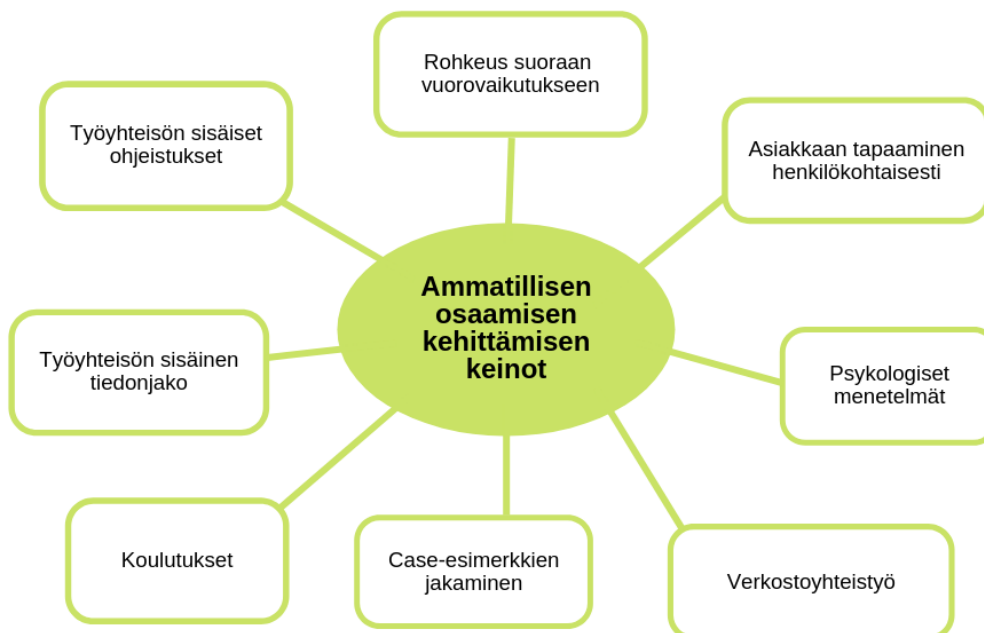 Rohkeus suoraan
vuorovaikutukseen
Työyhteisön sisäiset
ohjeistukset
Asiakkaan tapaaminen
henkilökohtaisesti
Ammatillisen
osaamisen
kehittämisen
keinot
Työyhteisön sisäinen
tiedonjako
Psykologiset
menetelmät
Koulutukset
Case-esimerkkien
jakaminen
Verkostoyhteistyö